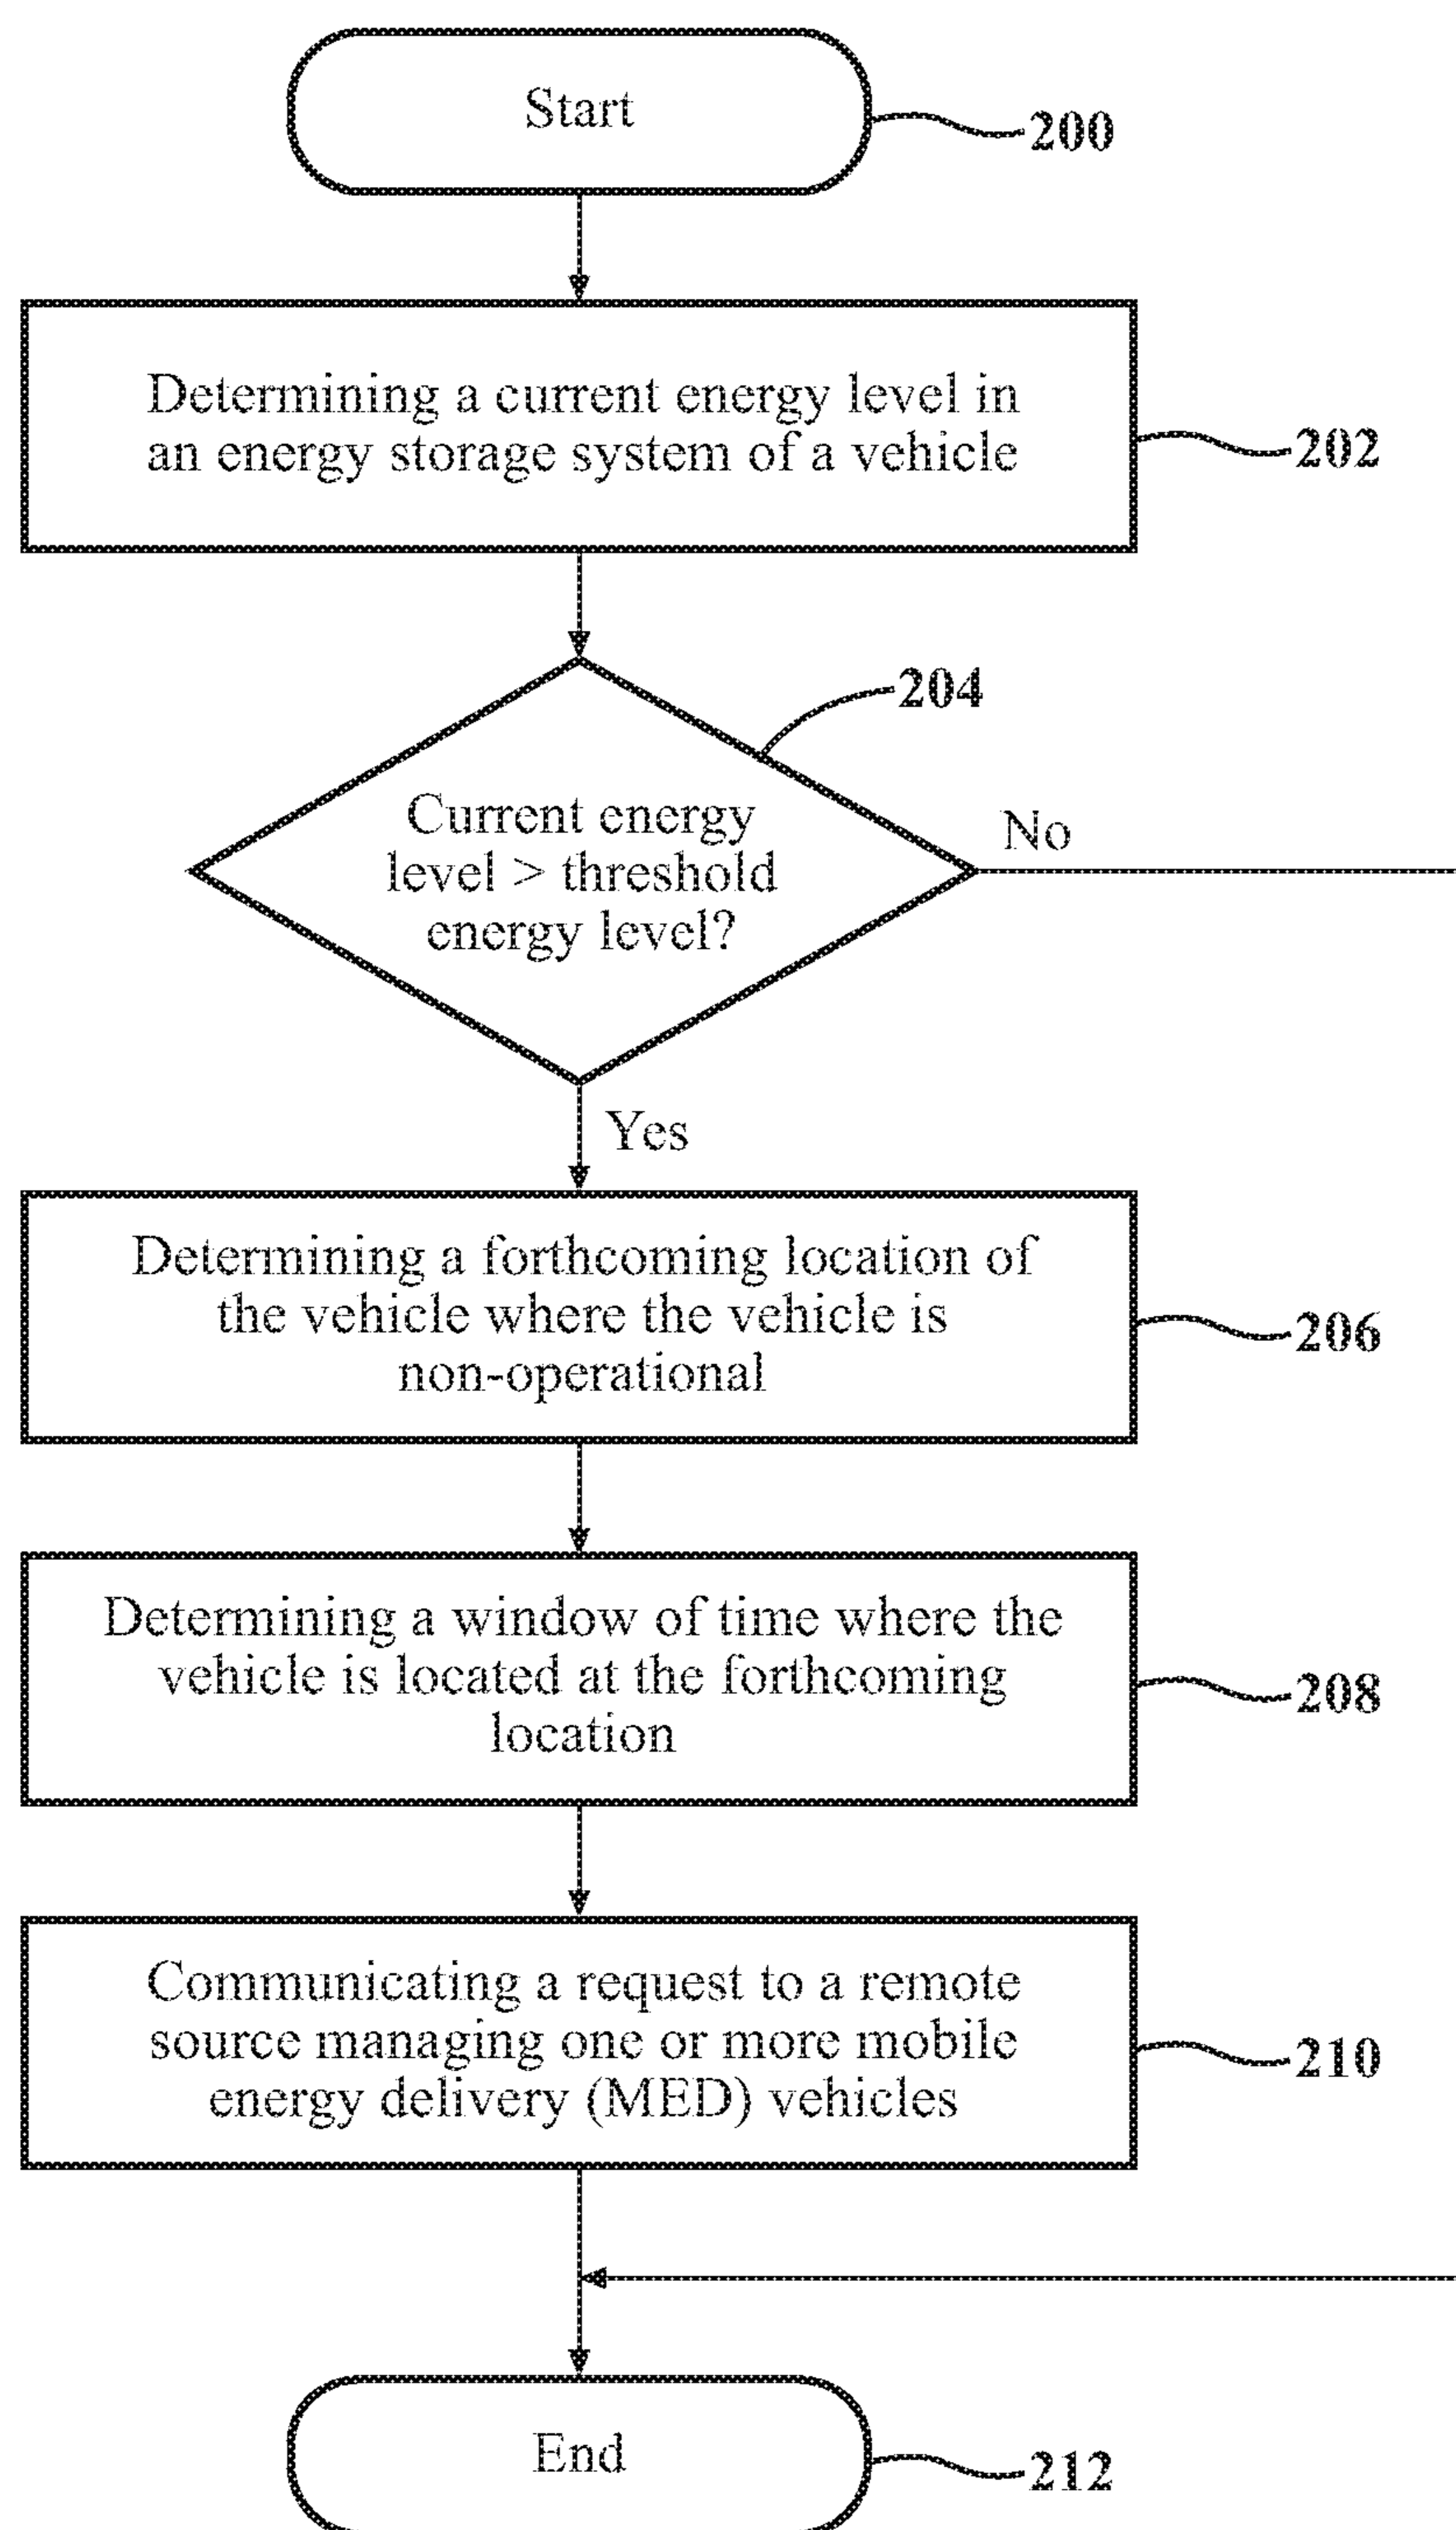 Start
200
Determining a current energy level in
an energy storage system of a vehicle
202
204
Current energy
level > threshold
energy level?
No
Yes
Determining a forthcoming location of
the vehicle where the vehicle is
non-operational
206
Determining a window of time where the
vehicle is located at the forthcoming
location
208
Communicating a request to a remote
source managing one or more mobile
energy delivery (MED) vehicles
210
End
212